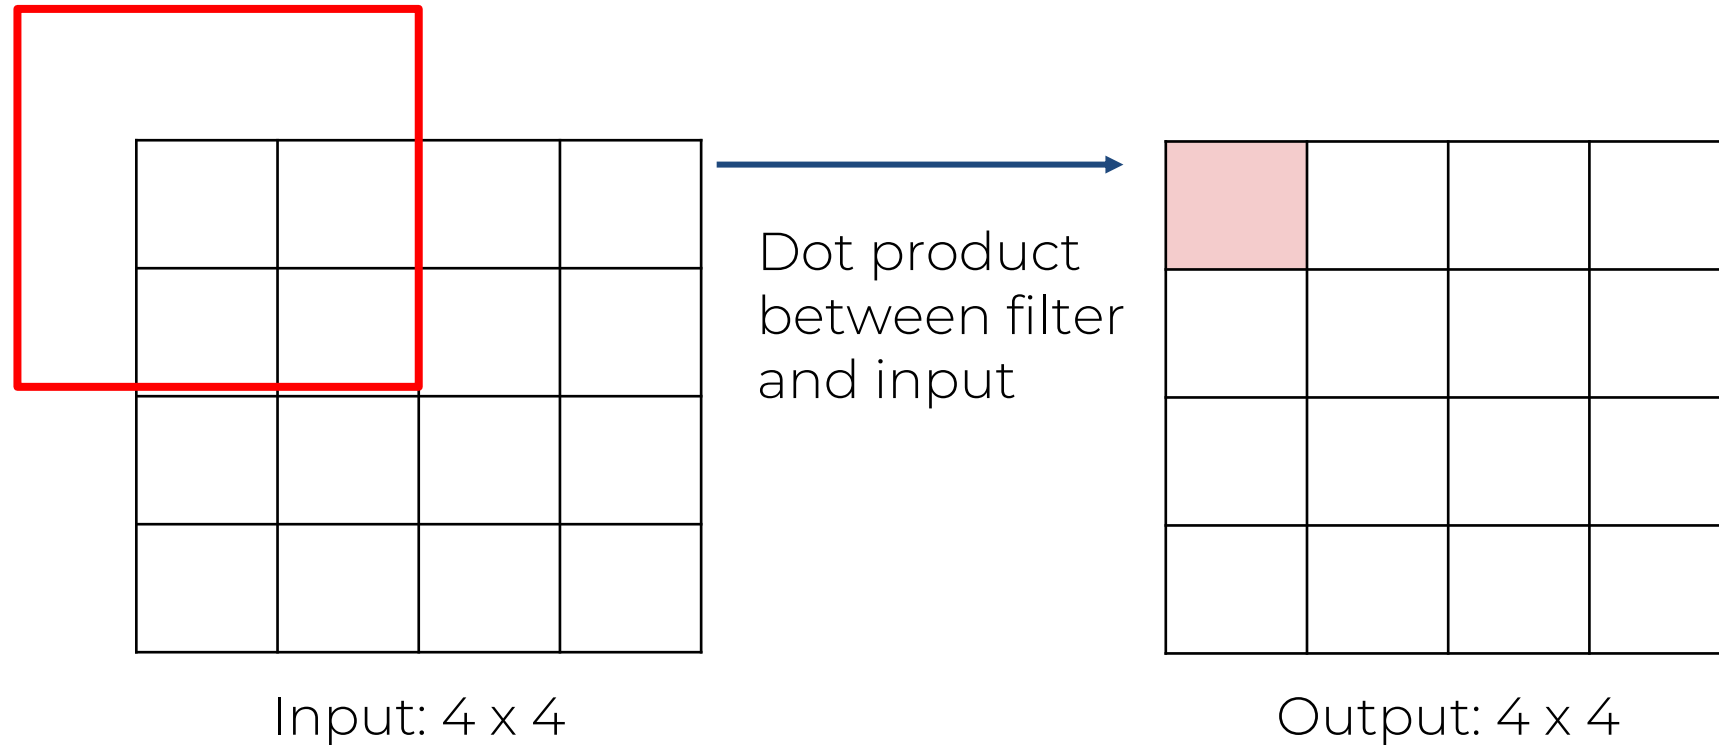 Dot product
between filter
and input
Input: 4 x 4
Output: 4 x 4